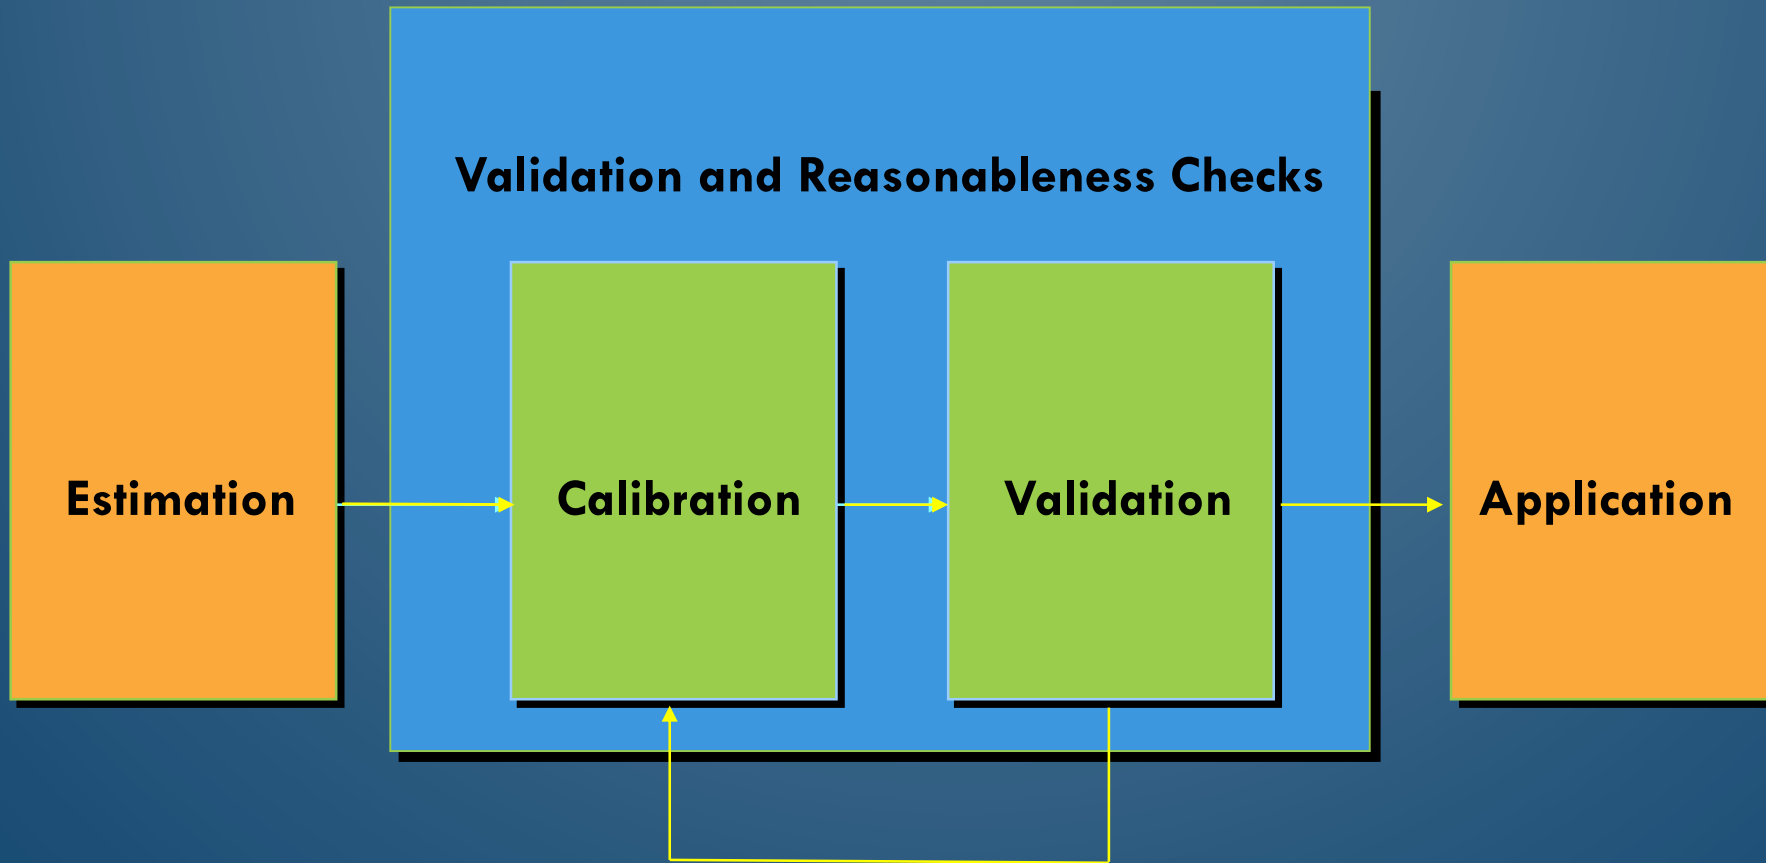 Validation and Reasonableness Checks
Estimation
Calibration
Validation
Application